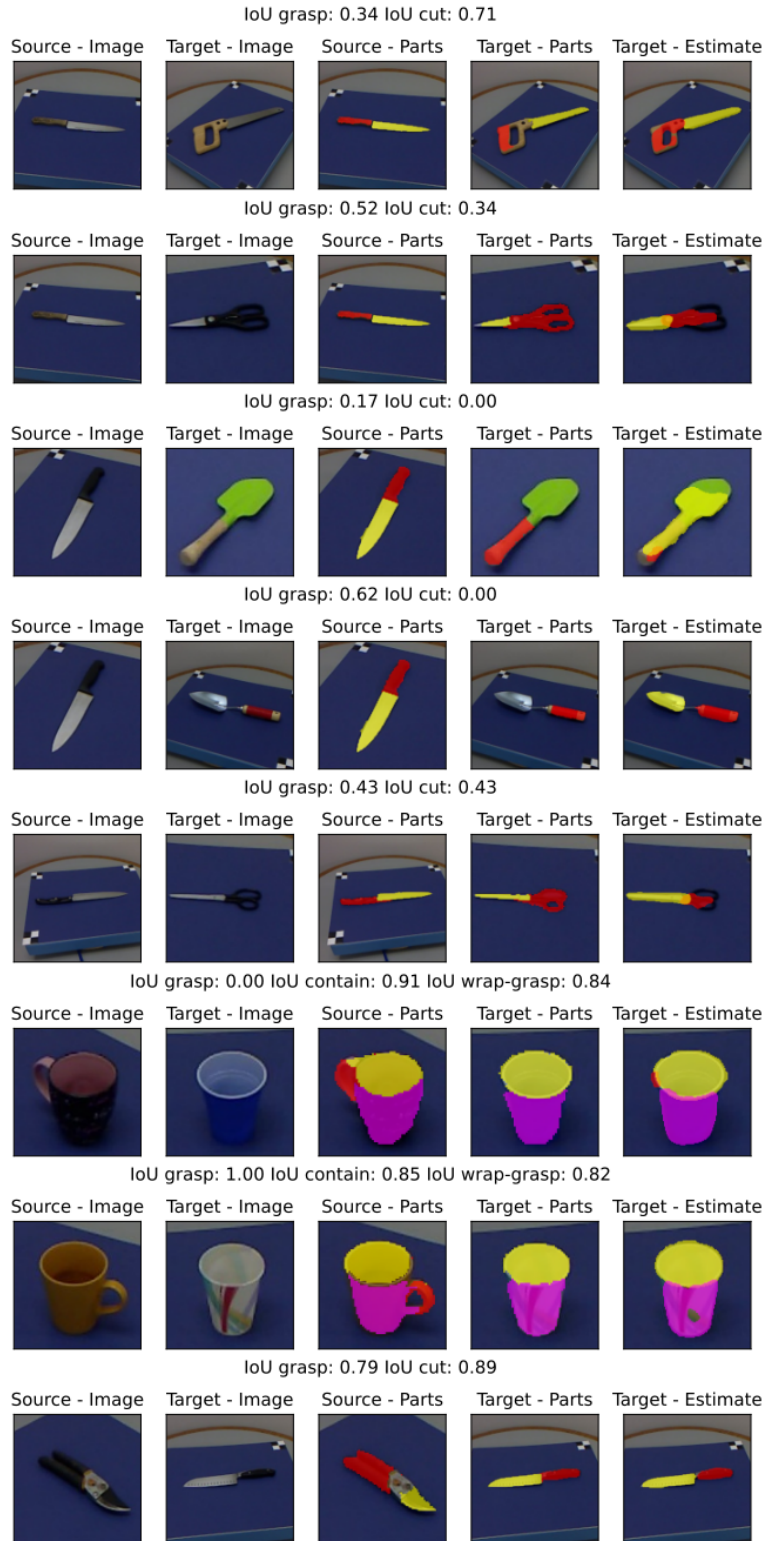 IoU grasp: 0.34 IoU cut: 0.71
Source - Image Target - Image Source - Parts Target - Parts Target - Estimate
IoU grasp: 0.52 IoU cut: 0.34
Source - Image Target - Image Source - Parts Target - Parts Target - Estimate
IoU grasp: 0.17 IoU cut: 0.00
Source - Image Target - Image Source - Parts Target - Parts Target - Estimate
IoU grasp: 0.62 IoU cut: 0.00
Source - Image Target - Image Source - Parts Target - Parts Target - Estimate
IoU grasp: 0.43 IoU cut: 0.43
Source - Image Target - Image Source - Parts Target - Parts Target - Estimate
IoU grasp: 0.00 IoU contain: 0.91 IoU wrap-grasp: 0.84
Source - Image Target - Image Source - Parts Target - Parts Target - Estimate
IoU grasp: 1.00 IoU contain: 0.85 IoU wrap-grasp: 0.82
Source - Image Target - Image Source - Parts Target - Parts Target - Estimate
IoU grasp: 0.79 IoU cut: 0.89
Source - Image Target - Image Source - Parts Target - Parts Target - Estimate